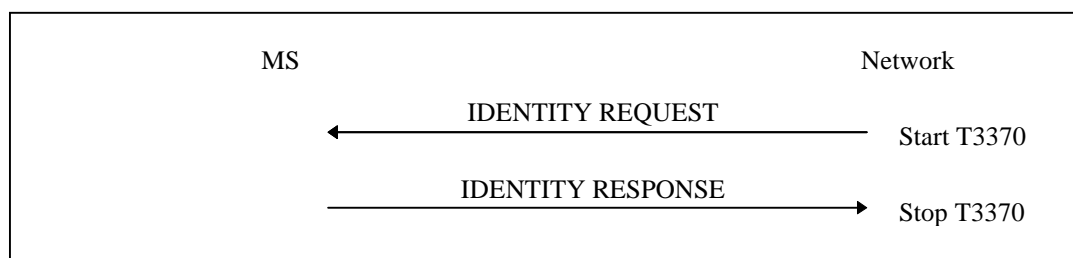 MS Network
IDENTITY REQUEST
Start T3370
IDENTITY RESPONSE
Stop T3370